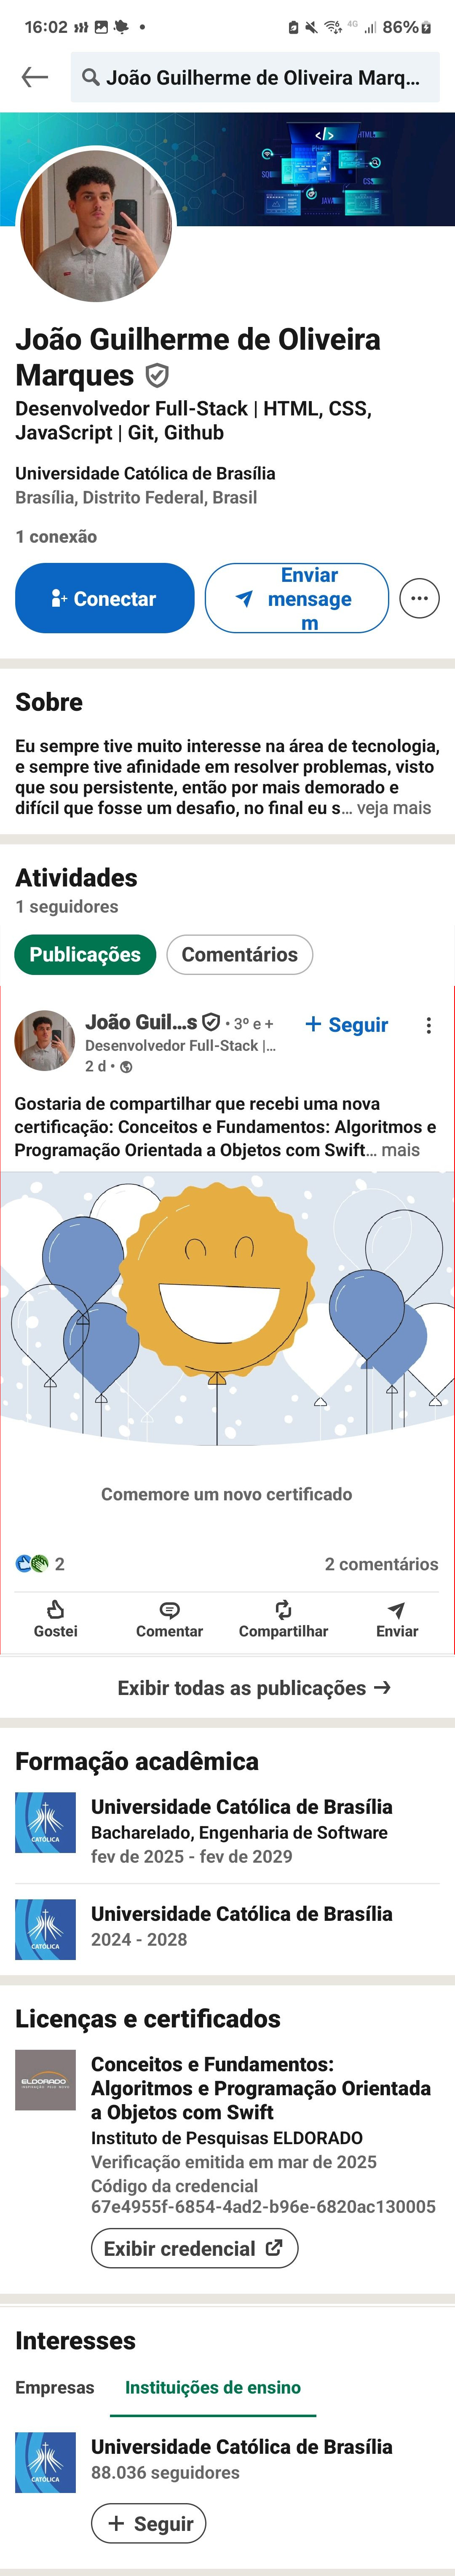 16:02
4G
86%
João Guilherme de Oliveira Marq...
</>
HTML
SQL
CSS
JAVA
João Guilherme de Oliveira
Marques
Desenvolvedor Full-Stack | HTML, CSS,
JavaScript | Git, Github
Universidade Católica de Brasília
Brasília, Distrito Federal, Brasil
1 conexão
Conectar
Enviar
mensage
m
Sobre
Eu sempre tive muito interesse na área de tecnologia,
e sempre tive afinidade em resolver problemas, visto
que sou persistente, então por mais demorado e
difícil que fosse um desafio, no final eu s... veja mais
Atividades
1 seguidores
Publicações
Comentários
João Guil...s • 3º e +
+ Seguir
Desenvolvedor Full-Stack |...
2 d •
Gostaria de compartilhar que recebi uma nova
certificação: Conceitos e Fundamentos: Algoritmos e
Programação Orientada a Objetos com Swift... mais
Comemore um novo certificado
2
2 comentários
Gostei
Comentar
Compartilhar
Enviar
Exibir todas as publicações →
Formação acadêmica
CATÓLICA
Universidade Católica de Brasília
Bacharelado, Engenharia de Software
fev de 2025 - fev de 2029
CATÓLICA
Universidade Católica de Brasília
2024 - 2028
Licenças e certificados
ELDORADO
Conceitos e Fundamentos:
Algoritmos e Programação Orientada
a Objetos com Swift
Instituto de Pesquisas ELDORADO
Verificação emitida em mar de 2025
Código da credencial
67e4955f-6854-4ad2-b96e-6820ac130005
Exibir credencial
Interesses
Empresas
Instituições de ensino
CATÓLICA
Universidade Católica de Brasília
88.036 seguidores
+ Seguir